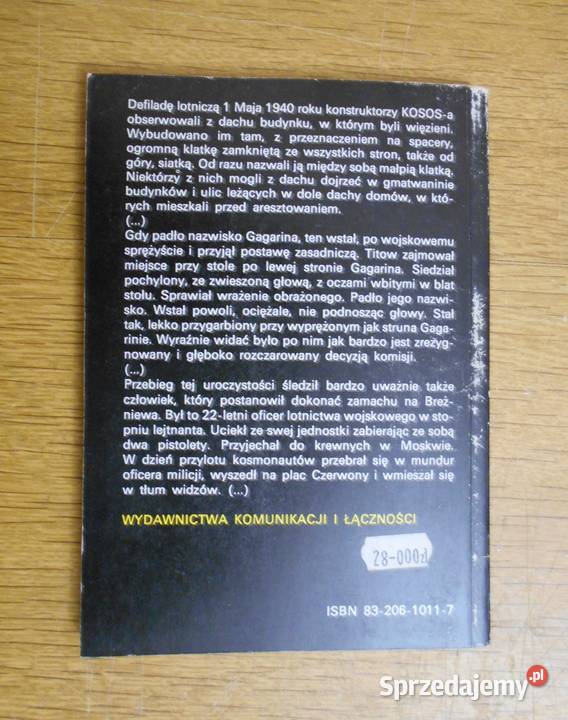 Defiladę lotniczą 1 Maja 1940 roku konstruktorzy KOSOS-a
obserwowali z dachu budynku, w którym byli więzieni.
Wybudowano im tam, z przeznaczeniem na spacery,
ogromną klatkę zamkniętą ze wszystkich stron, także od
góry, siatką. Od razu nazwali ją między sobą małpią klatką.
Niektórzy z nich mogli z dachu dojrzeć w gmatwaninie
budynków i ulic leżących w dole dachy domów, w któ-
rych mieszkali przed aresztowaniem.
(...)
Gdy padło nazwisko Gagarina, ten wstał, po wojskowemu
sprężyście i przyjął postawę zasadniczą. Titow zajmował
miejsce przy stole po lewej stronie Gagarina. Siedział
pochylony, ze zwieszoną głową, z oczami wbitymi w blat
stołu. Sprawiał wrażenie obrażonego. Padło jego nazwi-
sko. Wstał powoli, ociężale, nie podnosząc głowy. Stał
tak, lekko przygarbiony przy wyprężonym jak struna Gaga-
rinie. Wyraźnie widać było po nim jak bardzo jest zrezyg-
nowany i głęboko rozczarowany decyzją komisji.
(...)
Przebieg tej uroczystości śledził bardzo uważnie także
człowiek, który postanowił dokonać zamachu na Breż-
niewa. Był to 22-letni oficer lotnictwa wojskowego w sto-
pniu lejtnanta. Uciekł ze swej jednostki zabierając ze sobą
dwa pistolety. Przyjechał do krewnych w Moskwie.
W dzień przylotu kosmonautów przebrał się w mundur
oficera milicji, wyszedł na plac Czerwony i wmieszał się
w tłum widzów. (...)
WYDAWNICTWA KOMUNIKACJI I ŁĄCZNOŚCI
ISBN 83-206-1011-7
Sprzedajemy.pl